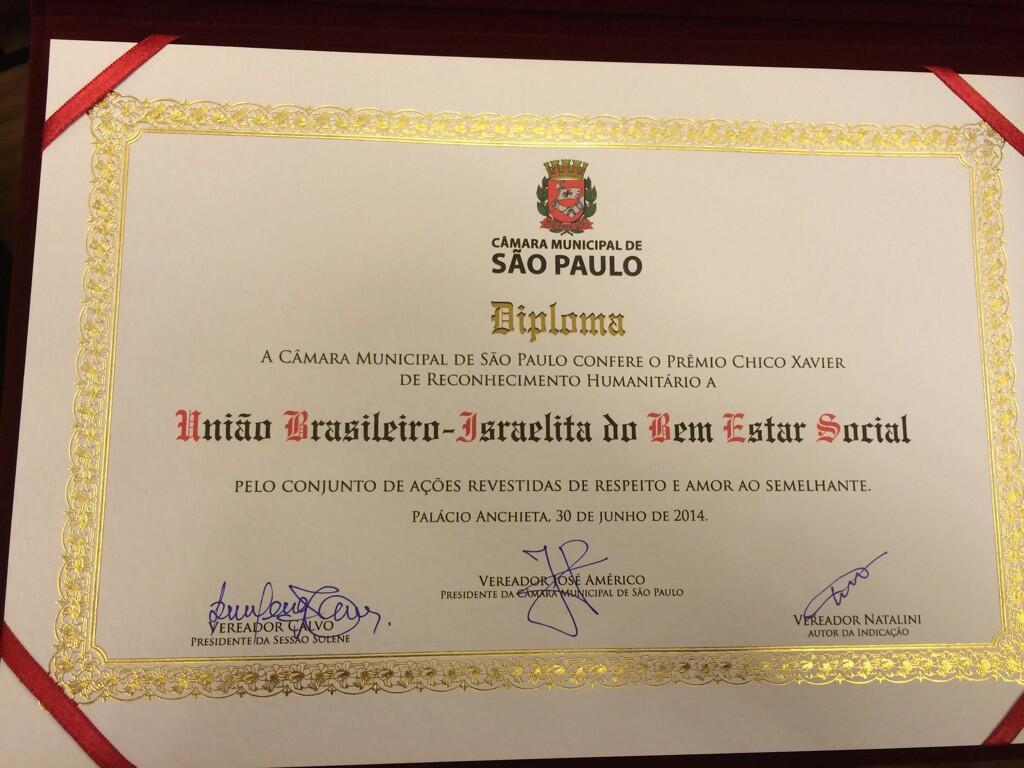 CÂMARA MUNICIPAL DE
SÃO PAULO
Diploma
A CÂMARA MUNICIPAL DE SÃO PAULO CONFERE O PRÊMIO CHICO XAVIER
DE RECONHECIMENTO HUMANITÁRIO A
União Brasileiro-Israelita do Bem Estar Social
PELO CONJUNTO DE AÇÕES REVESTIDAS DE RESPEITO E AMOR AO SEMELHANTE.
PALÁCIO ANCHIETA, 30 DE JUNHO DE 2014.
VEREADOR CALVO
PRESIDENTE DA SESSÃO SOLENE
VEREADOR JOSÉ AMÉRICO
PRESIDENTE DA CÂMARA MUNICIPAL DE SÃO PAULO
VEREADOR NATALINI
AUTOR DA INDICAÇÃO